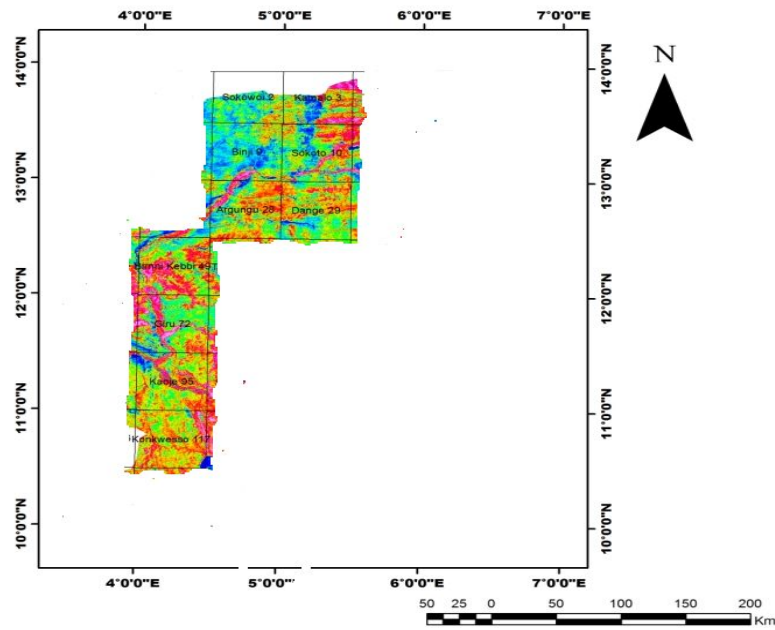 4°0'0"E 5°0'0"E 6°0'0"E 7°0'0"E
N
14°0'0"N 14°0'0"N
Sokowoi 2 Kamalo 3
Binji 9 Sokoto 10
13°0'0"N 13°0'0"N
Argungu 28 Dange 29
Birnni Kebbi 49T
12°0'0"N 12°0'0"N
Giru 72
Kaoje 95
11°0'0"N 11°0'0"N
Konkwesso 117
10°0'0"N 10°0'0"N
4°0'0"E 5°0'0"E 6°0'0"E 7°0'0"E
50 25 0 50 100 150 200
Km